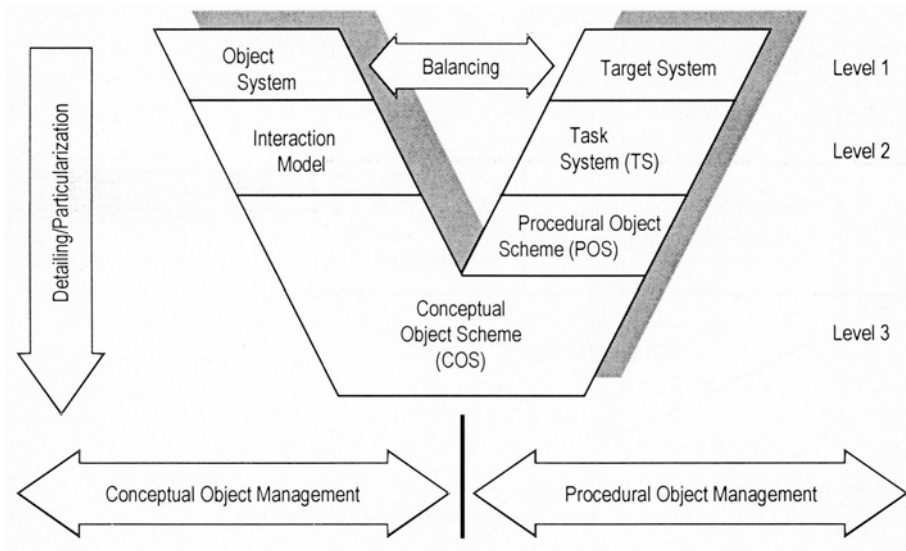 Object
System
Balancing
Target System
Level 1
Interaction
Model
Task
System (TS)
Level 2
Procedural Object
Scheme (POS)
Conceptual
Object Scheme
(COS)
Level 3
Detailing/Particularization
Conceptual Object Management
Procedural Object Management